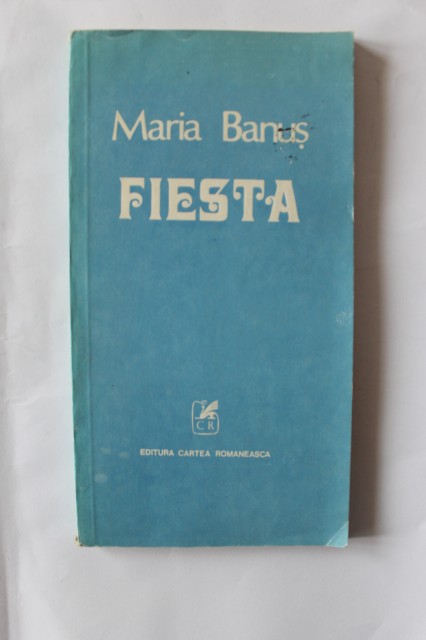 Maria Banuș
FIESTA
CR
EDITURA CARTEA ROMANEASCA